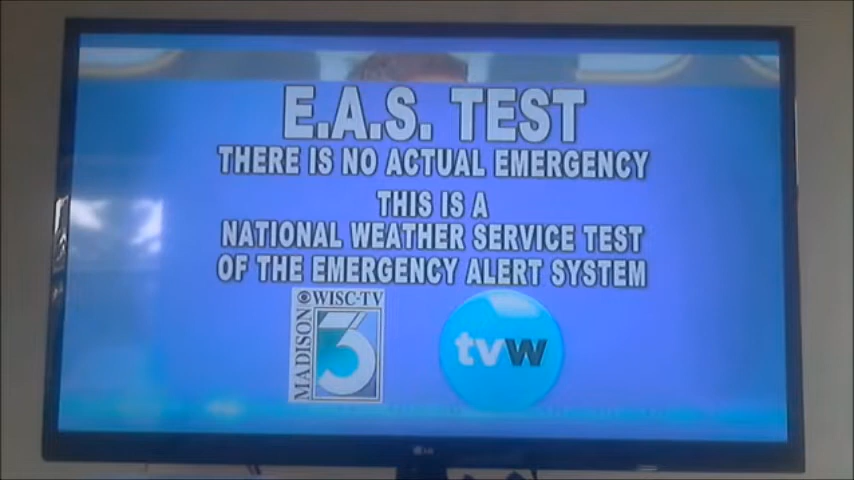 E.A.S. TEST
THERE IS NO ACTUAL EMERGENCY
THIS IS A
NATIONAL WEATHER SERVICE TEST
OF THE EMERGENCY ALERT SYSTEM
WISC-TV
MADISON
3
tvw
LG